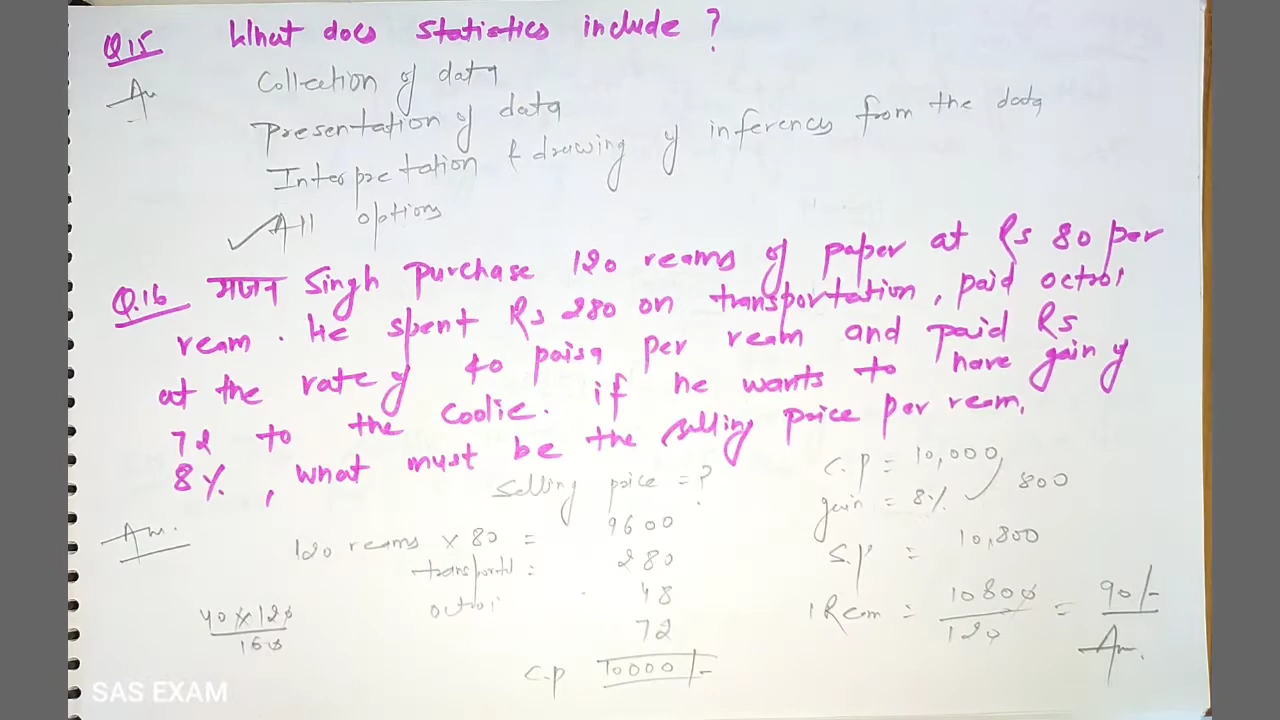 Q15 What does Statistics include ?
An Collection of data
Presentation of data
Interpretation & drawing of inferences from the data
All options
Q.16 मजन Singh purchase 120 reams of paper at Rs 80 per
ream. He spent Rs 280 on transportation, paid octroi
at the rate of 40 paisa per ream and paid Rs
72 to the coolie. if he wants to have gain of
8%, what must be the selling price per ream.
Selling price = ?
Ans.
120 reams x 80 = 9600
transportd = 280
octroi 48
72
C.p 10000/-
40 x 120
100
C.P = 10,000
gain = 8% 800
S.P = 10,800
1 Ream = 10800
120
= 90/-
Ans.
SAS EXAM